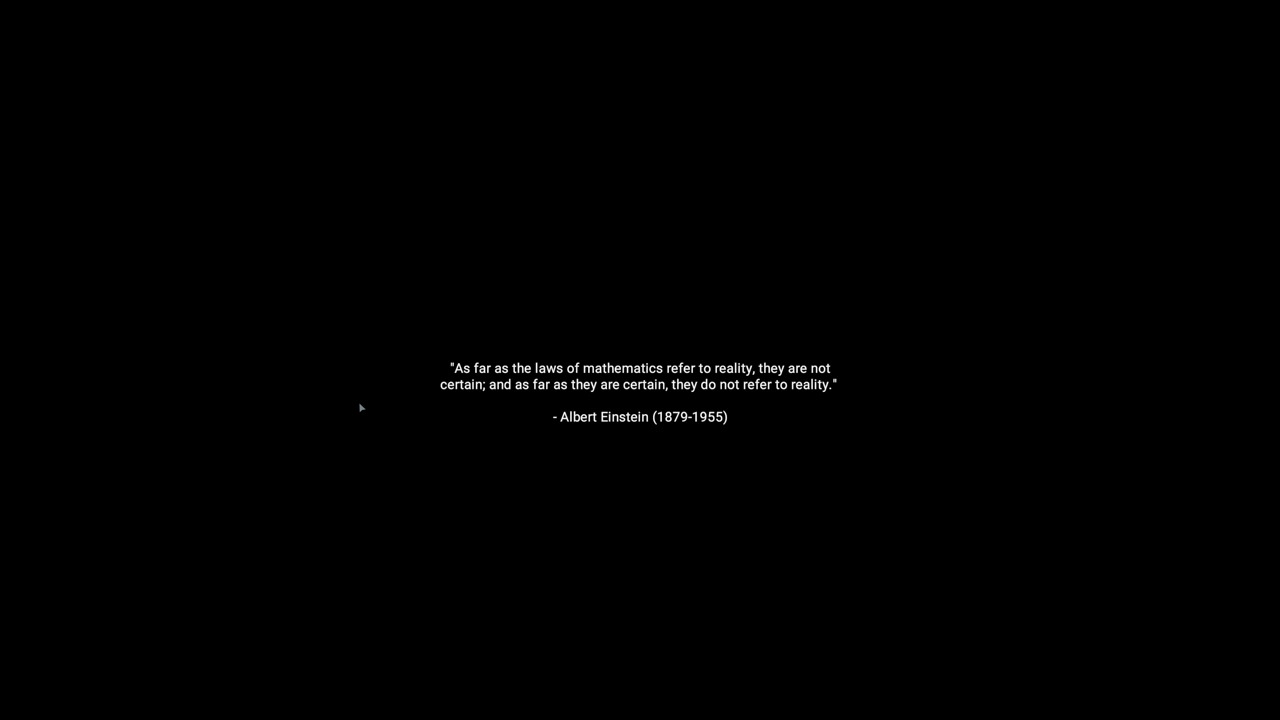 "As far as the laws of mathematics refer to reality, they are not
certain; and as far as they are certain, they do not refer to reality."
- Albert Einstein (1879-1955)